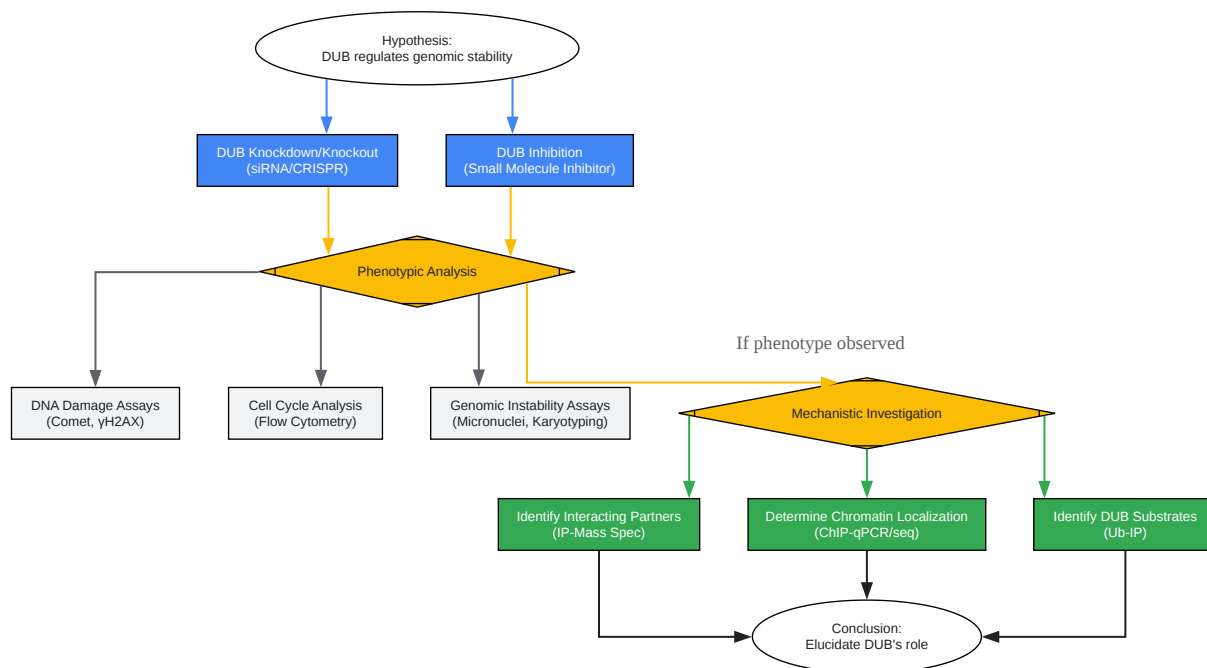 Hypothesis:
DUB regulates genomic stability
DUB Knockdown/Knockout
(siRNA/CRISPR)
DUB Inhibition
(Small Molecule Inhibitor)
Phenotypic Analysis
If phenotype observed
DNA Damage Assays
(Comet, γH2AX)
Cell Cycle Analysis
(Flow Cytometry)
Genomic Instability Assays
(Micronuclei, Karyotyping)
Mechanistic Investigation
Identify Interacting Partners
(IP-Mass Spec)
Determine Chromatin Localization
(ChIP-qPCR/seq)
Identify DUB Substrates
(Ub-IP)
Conclusion:
Elucidate DUB's role